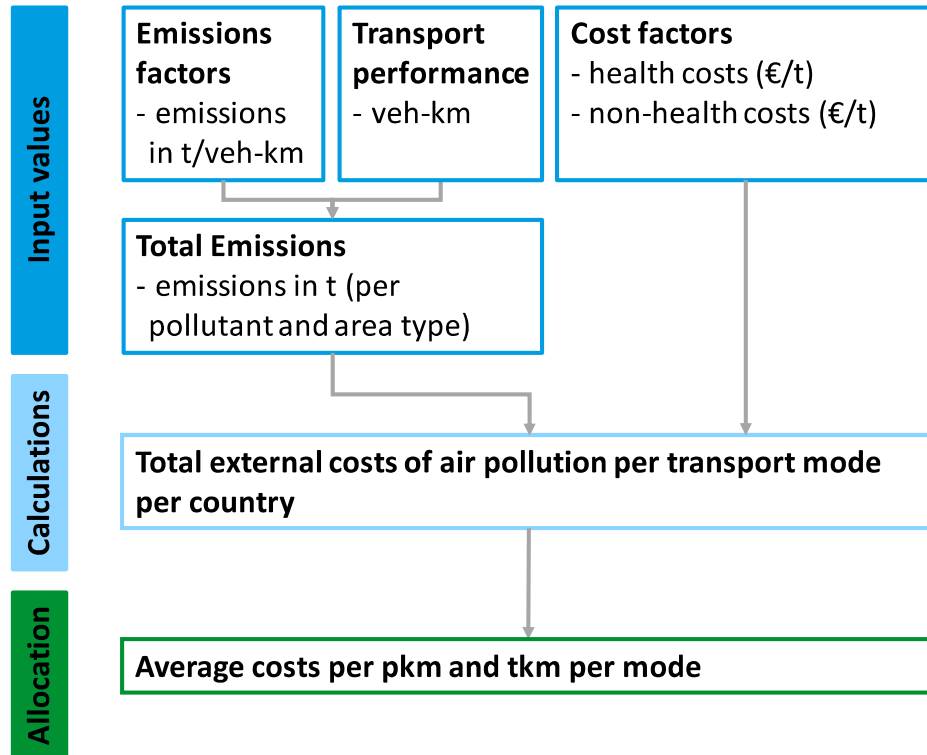 Input values
Emissions
factors
- emissions
in t/veh-km
Transport
performance
- veh-km
Cost factors
- health costs (€/t)
- non-health costs (€/t)
Total Emissions
- emissions in t (per
pollutant and area type)
Calculations
Total external costs of air pollution per transport mode
per country
Allocation
Average costs per pkm and tkm per mode